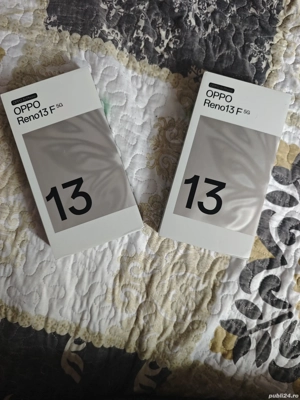 OPPO
Reno13 F 5G
13
OPPO
Reno13 F 5G
13
publi24.ro